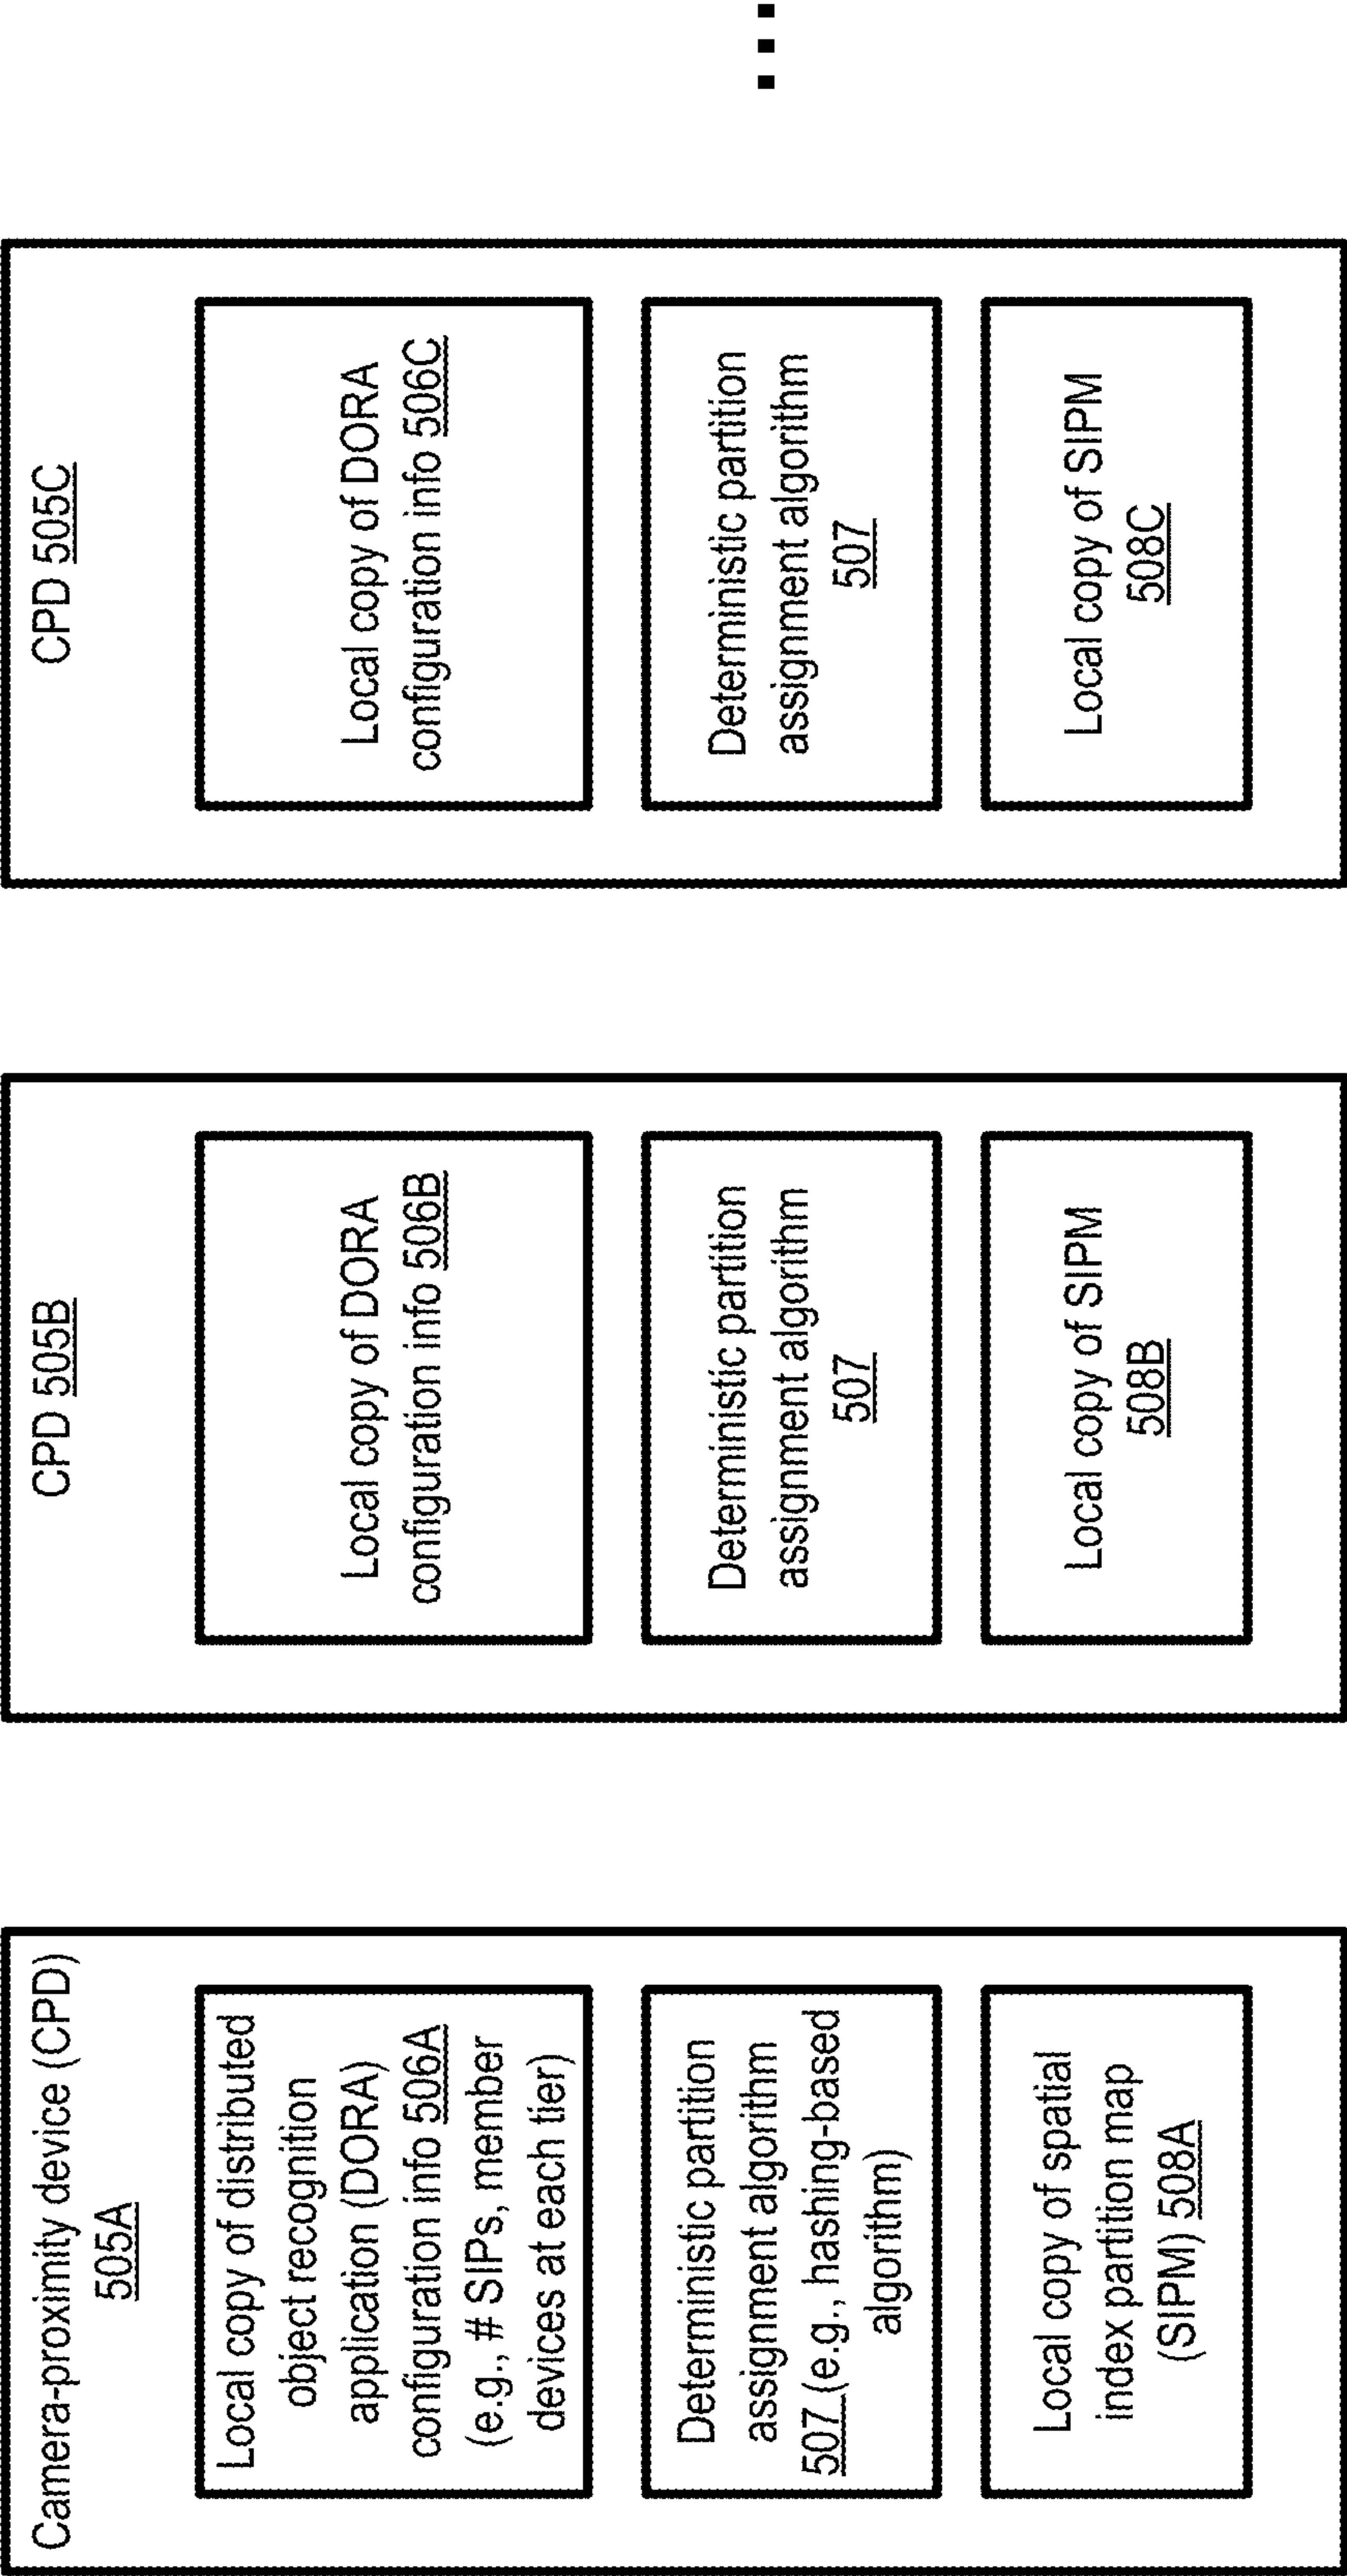 Camera-proximity device (CPD)
505A
Local copy of distributed
object recognition
application (DORA)
configuration info 506A
(e.g., # SIPs, member
devices at each tier)
Deterministic partition
assignment algorithm
507 (e.g., hashing-based
algorithm)
Local copy of spatial
index partition map
(SIPM) 508A
CPD 505B
Local copy of DORA
configuration info 506B
Deterministic partition
assignment algorithm
507
Local copy of SIPM
508B
CPD 505C
Local copy of DORA
configuration info 506C
Deterministic partition
assignment algorithm
507
Local copy of SIPM
508C
...